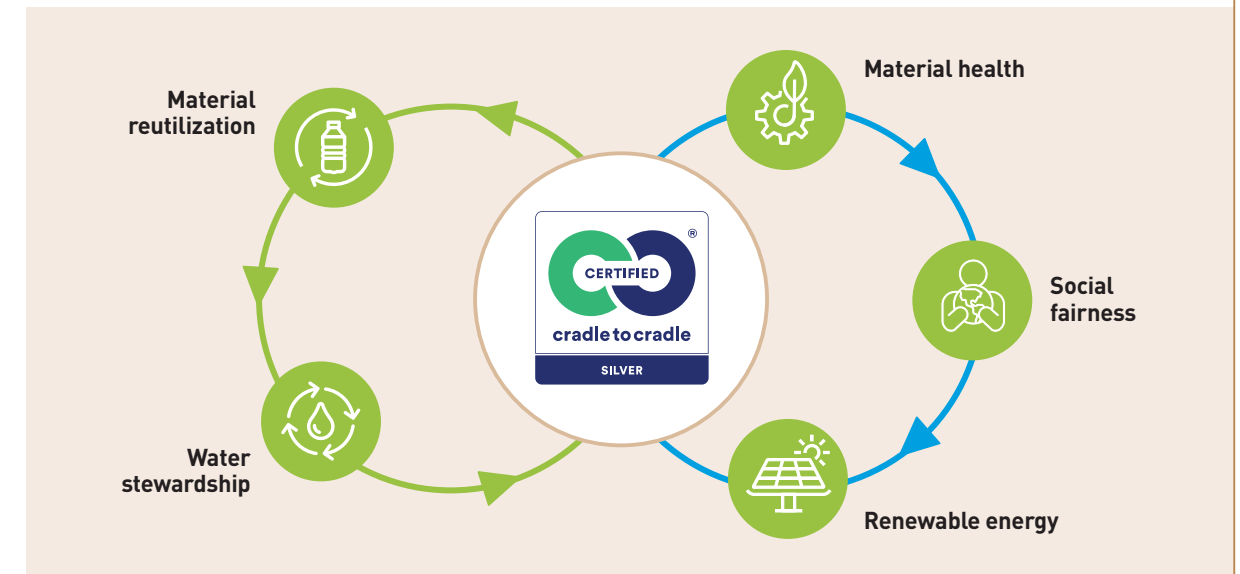 Material health
Material
reutilization
®
CERTIFIED
cradle to cradle
SILVER
Social
fairness
Water
stewardship
Renewable energy